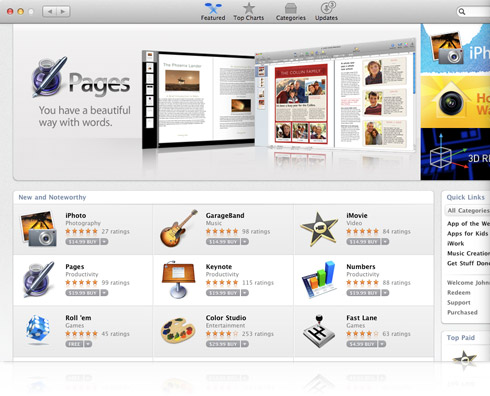 Featured Top Charts Categories Updates
Pages
You have a beautiful
way with words.
The Phoenix Lander
THE COLLIN FAMILY
iPh
Ho
Wa
3D R
New and Noteworthy
iPhoto
Photography
27 ratings
$14.99 BUY
GarageBand
Music
98 ratings
$14.99 BUY
iMovie
Video
84 ratings
$14.99 BUY
Pages
Productivity
99 ratings
$19.99 BUY
Keynote
Productivity
115 ratings
$19.99 BUY
Numbers
Productivity
88 ratings
$19.99 BUY
Roll 'em
Games
45 ratings
FREE
Color Studio
Entertainment
253 ratings
$29.99 BUY
Fast Lane
Games
63 ratings
$4.99 BUY
Quick Links
All Categories
App of the We
Apps for Kids
iWork
Music Creation
Get Stuff Done
Welcome John
Redeem
Support
Purchased
Top Paid